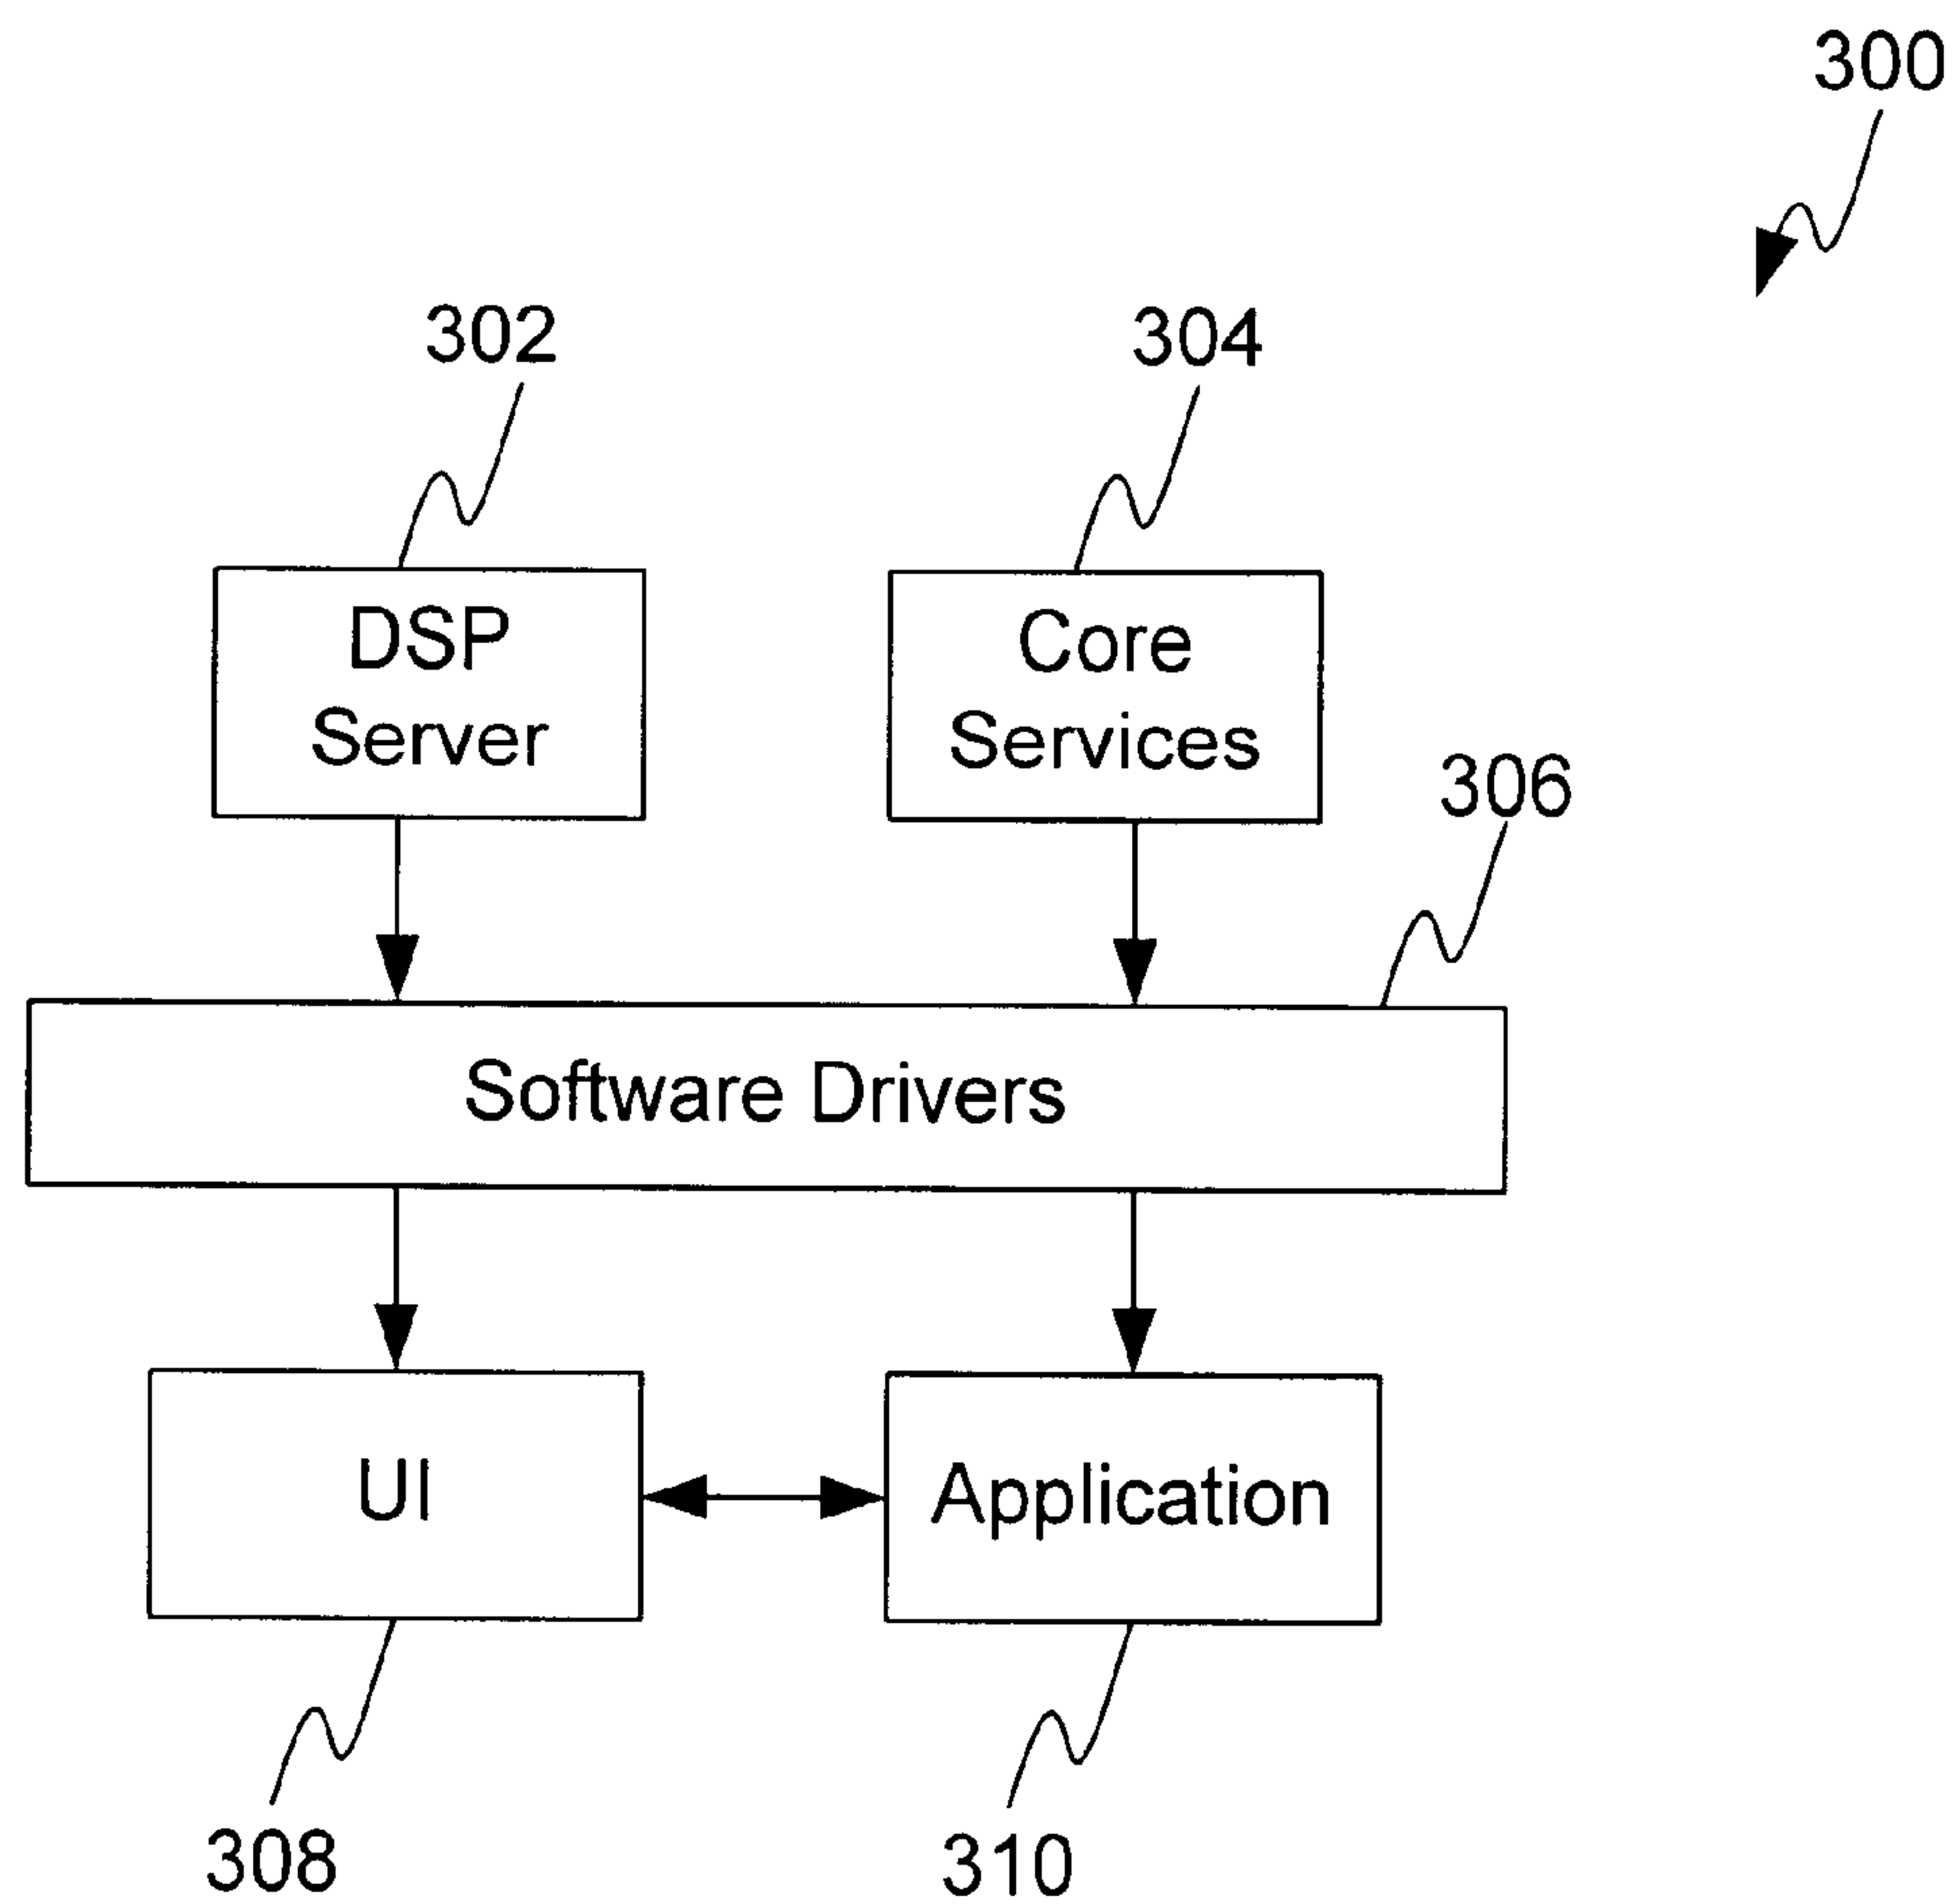 300
302
304
DSP
Server
Core
Services
306
Software Drivers
UI
Application
308
310